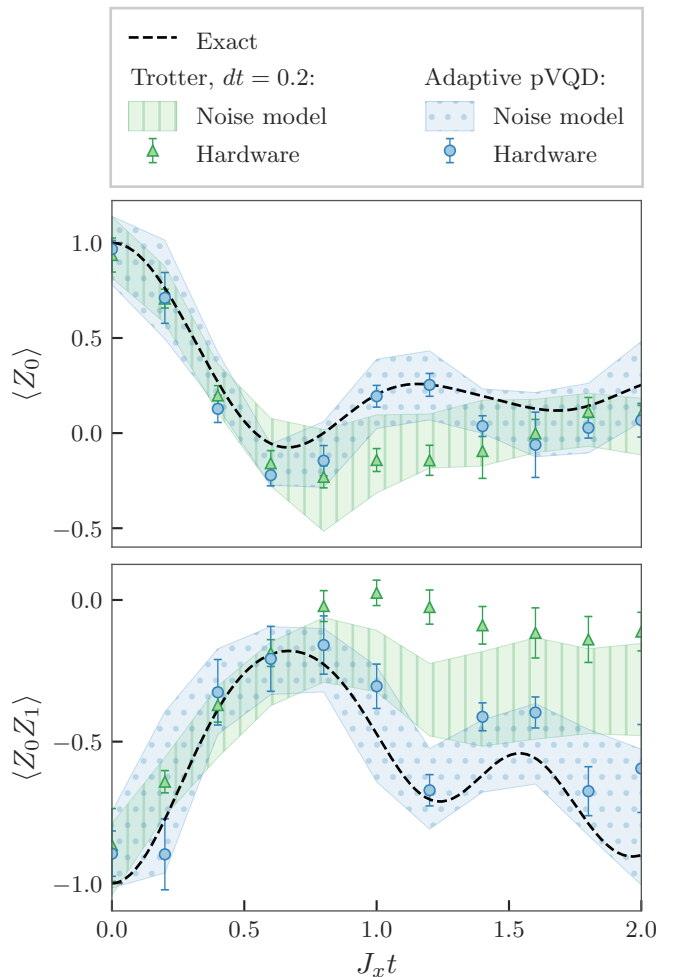 Exact
Trotter, dt = 0.2:
Noise model
Hardware
Adaptive pVQD:
Noise model
Hardware
⟨Z₀⟩
1.0
0.5
0.0
−0.5
⟨Z₀Z₁⟩
0.0
−0.5
−1.0
0.0 0.5 1.0 1.5 2.0
Jₓt